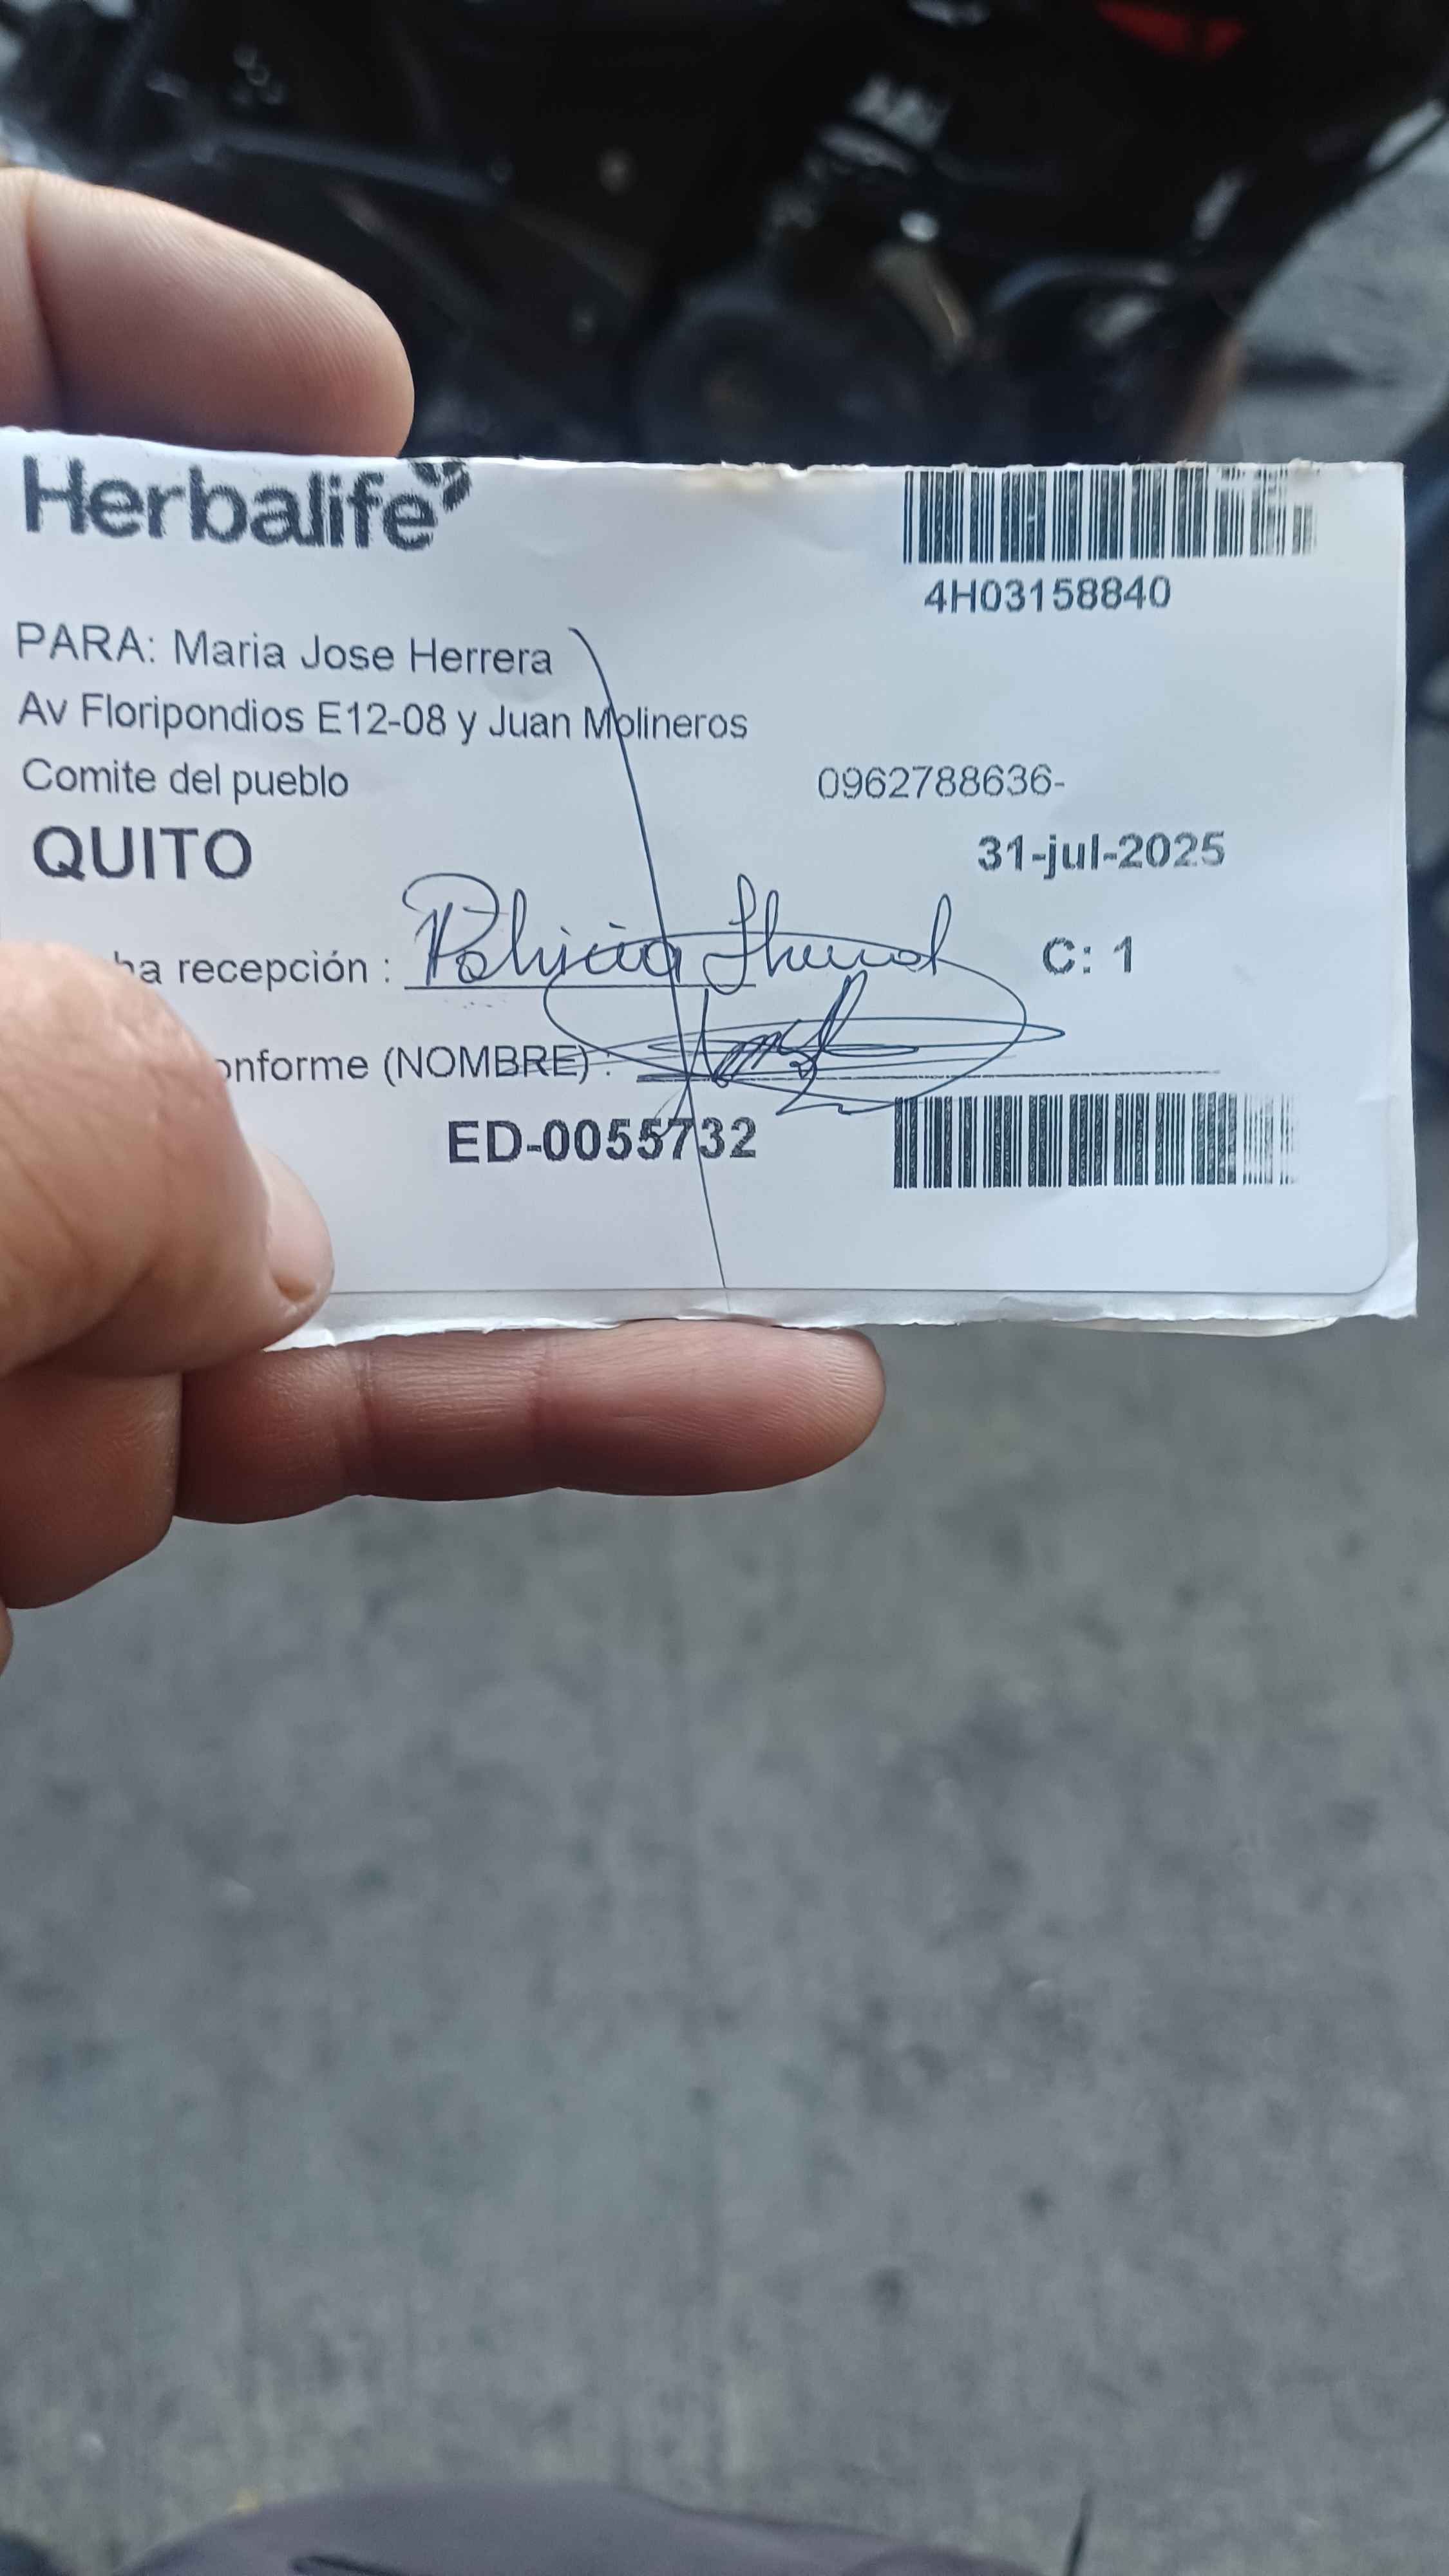 Herbalife
4H03158840
PARA: Maria Jose Herrera
Av Floripondios E12-08 y Juan Molineros
Comite del pueblo 0962788636-
QUITO
31-jul-2025
ha recepción : Patricia
C: 1
onforme (NOMBRE) :
ED-0055732